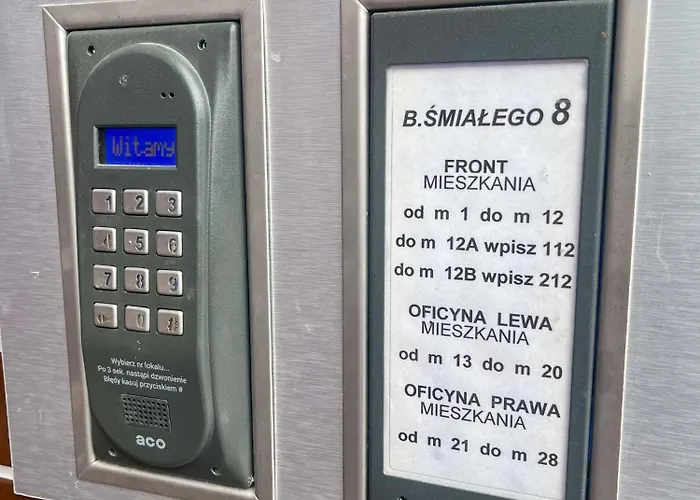 Witamy
1 2 3
4 5 6
7 8 9
0
Wybierz nr lokalu...
Po 3 sek. nastąpi dzwonienie
Błędy kasuj przyciskiem #
aco
B.ŚMIAŁEGO 8
FRONT
MIESZKANIA
od m 1 do m 12
do m 12A wpisz 112
do m 12B wpisz 212
OFICYNA LEWA
MIESZKANIA
od m 13 do m 20
OFICYNA PRAWA
MIESZKANIA
od m 21 do m 28